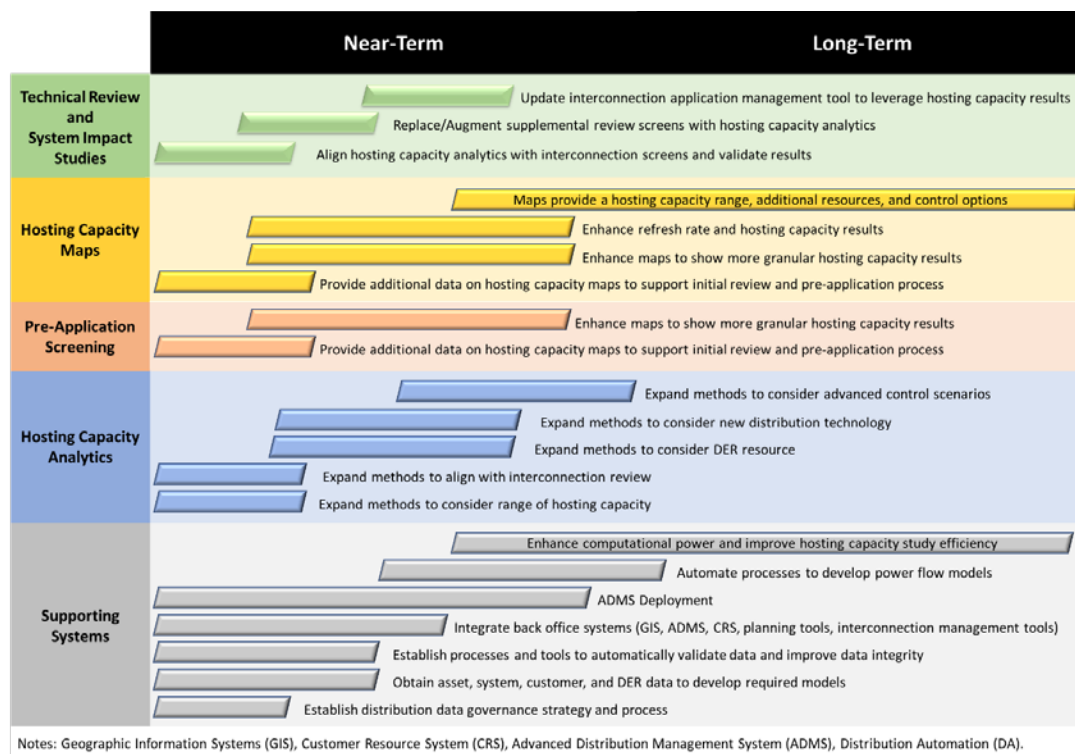 Near-Term
Long-Term
Technical Review
and
System Impact
Studies
Update interconnection application management tool to leverage hosting capacity results
Replace/Augment supplemental review screens with hosting capacity analytics
Align hosting capacity analytics with interconnection screens and validate results
Hosting Capacity
Maps
Maps provide a hosting capacity range, additional resources, and control options
Enhance refresh rate and hosting capacity results
Enhance maps to show more granular hosting capacity results
Provide additional data on hosting capacity maps to support initial review and pre-application process
Pre-Application
Screening
Enhance maps to show more granular hosting capacity results
Provide additional data on hosting capacity maps to support initial review and pre-application process
Hosting Capacity
Analytics
Expand methods to consider advanced control scenarios
Expand methods to consider new distribution technology
Expand methods to consider DER resource
Expand methods to align with interconnection review
Expand methods to consider range of hosting capacity
Supporting
Systems
Enhance computational power and improve hosting capacity study efficiency
Automate processes to develop power flow models
ADMS Deployment
Integrate back office systems (GIS, ADMS, CRS, planning tools, interconnection management tools)
Establish processes and tools to automatically validate data and improve data integrity
Obtain asset, system, customer, and DER data to develop required models
Establish distribution data governance strategy and process
Notes: Geographic Information Systems (GIS), Customer Resource System (CRS), Advanced Distribution Management System (ADMS), Distribution Automation (DA).